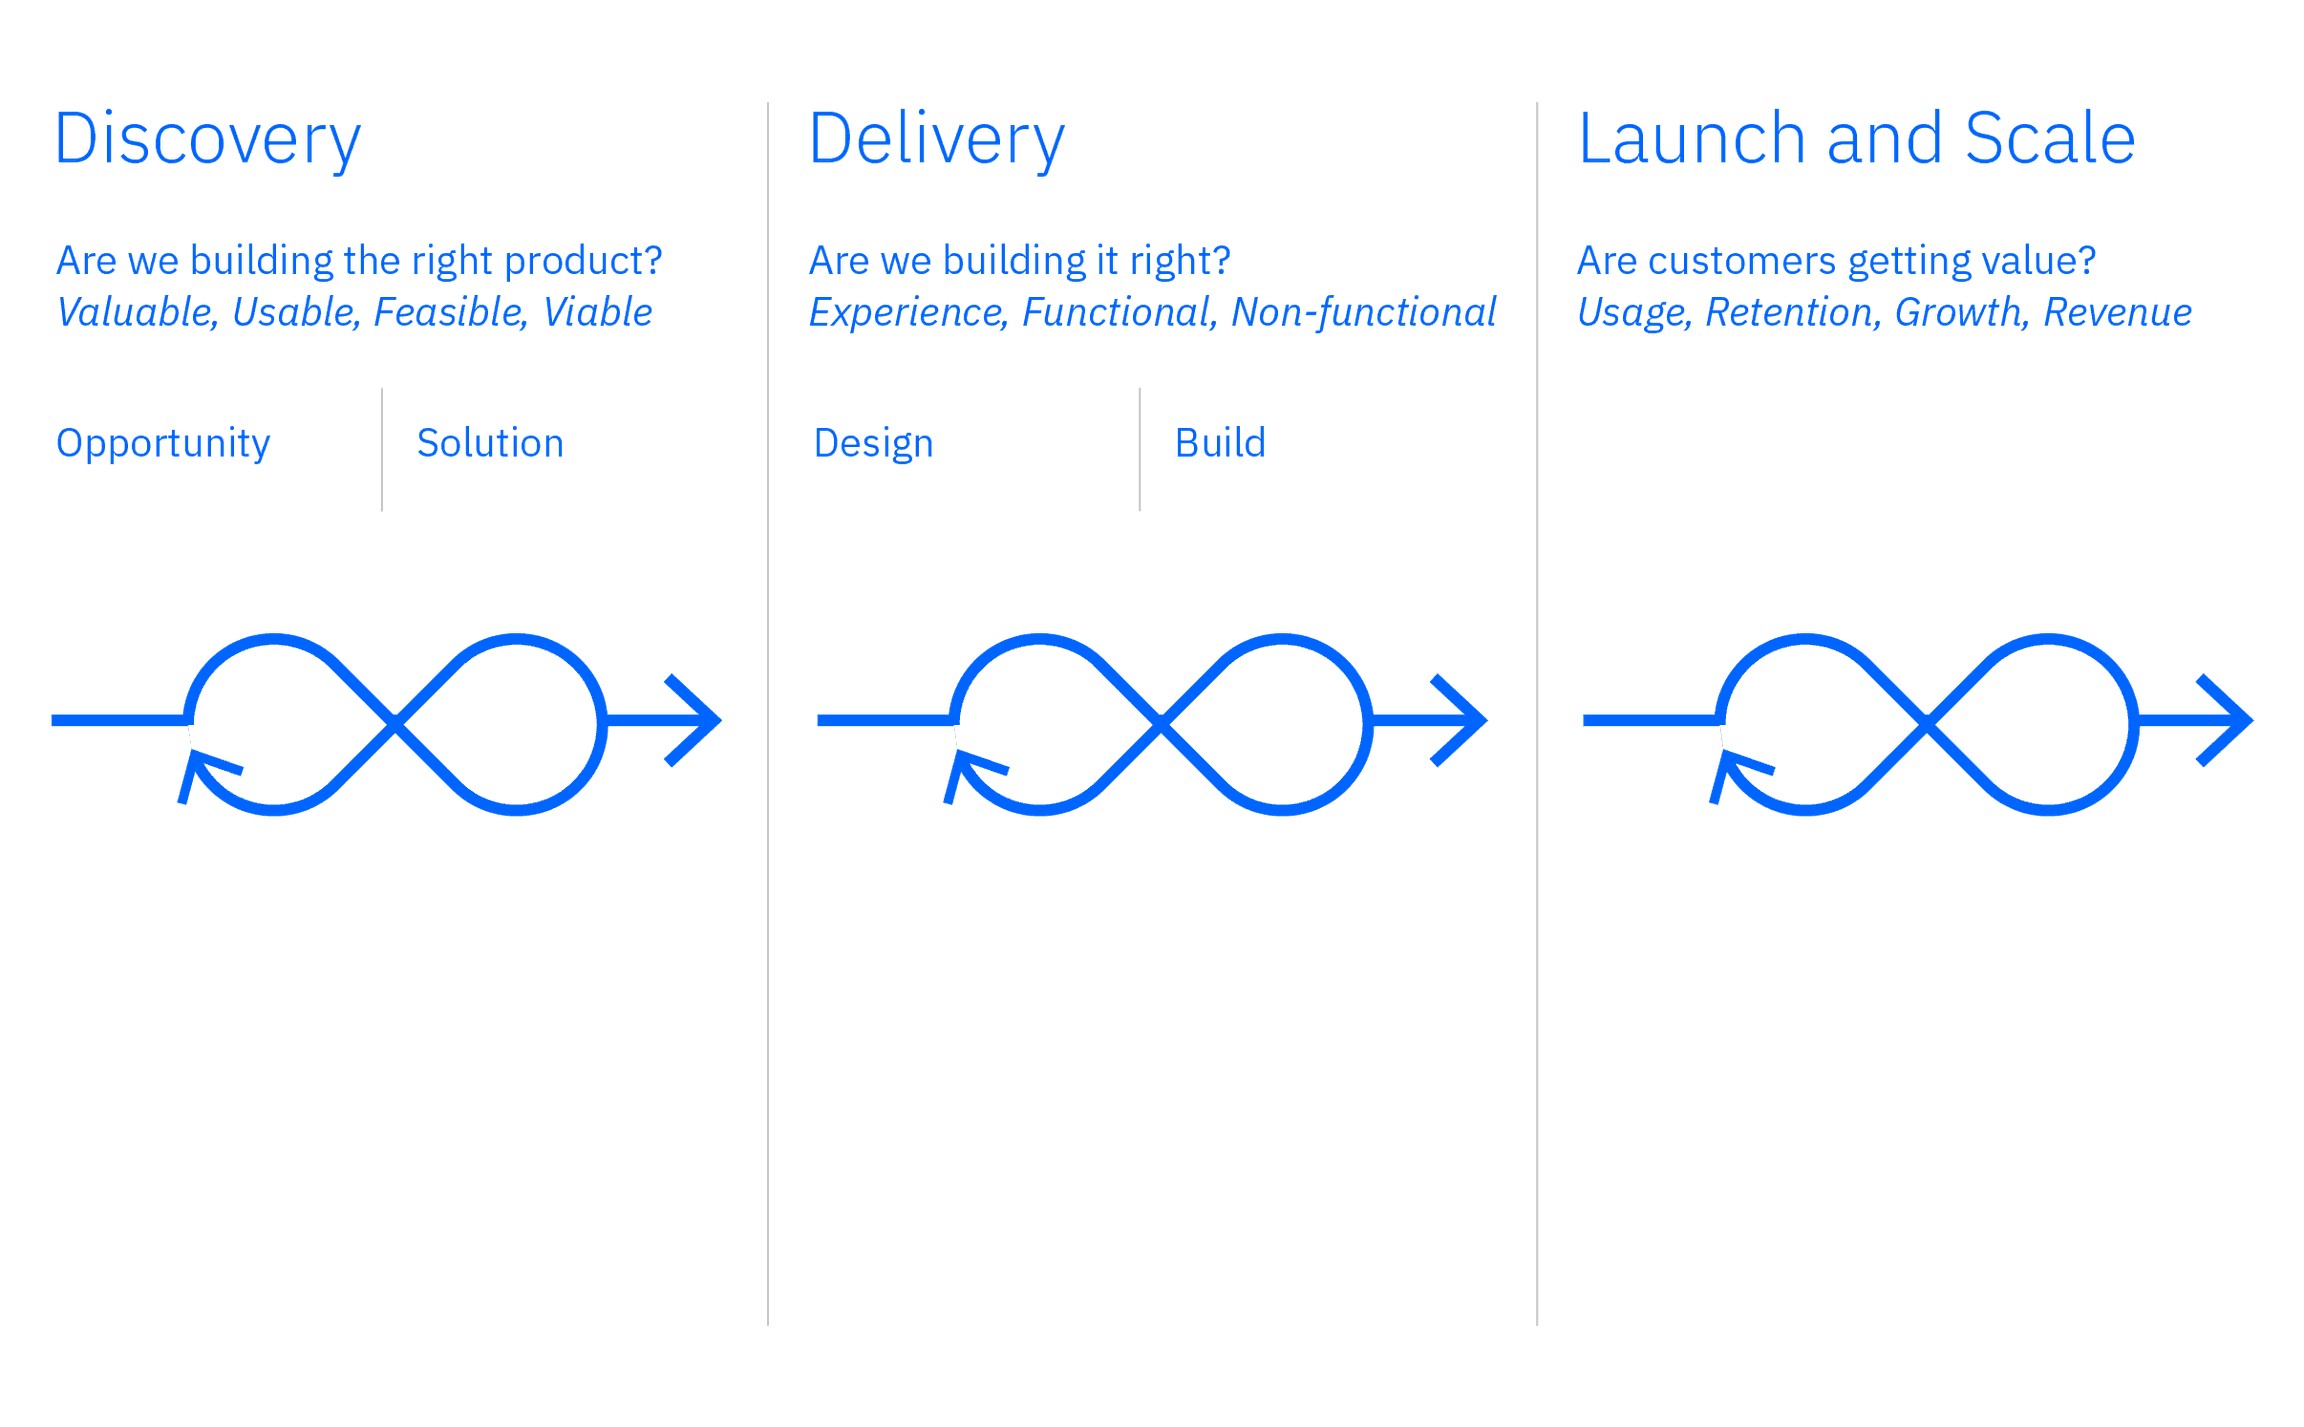 Discovery
Are we building the right product?
Valuable, Usable, Feasible, Viable
Opportunity
Solution
Delivery
Are we building it right?
Experience, Functional, Non-functional
Design
Build
Launch and Scale
Are customers getting value?
Usage, Retention, Growth, Revenue